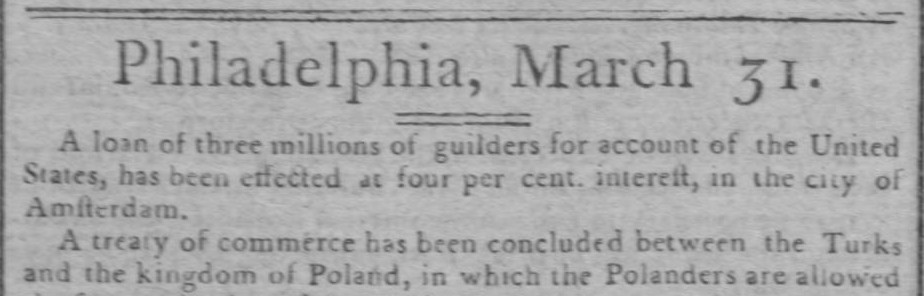 Philadelphia, March 31.
A loan of three millions of guilders for account of the United
States, has been effected at four per cent. intereſt, in the city of
Amſterdam.
A treaty of commerce has been concluded between the Turks
and the kingdom of Poland, in which the Polanders are allowed